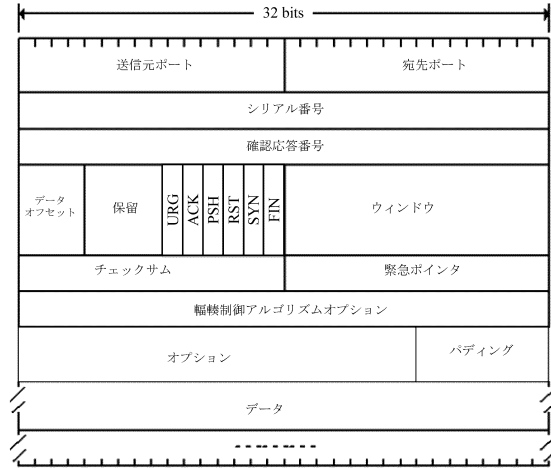 32 bits
送信元ポート
宛先ポート
シリアル番号
確認応答番号
データ
オフセット
保留
URG
ACK
PSH
RST
SYN
FIN
ウィンドウ
チェックサム
緊急ポインタ
輻輳制御アルゴリズムオプション
オプション
パディング
データ